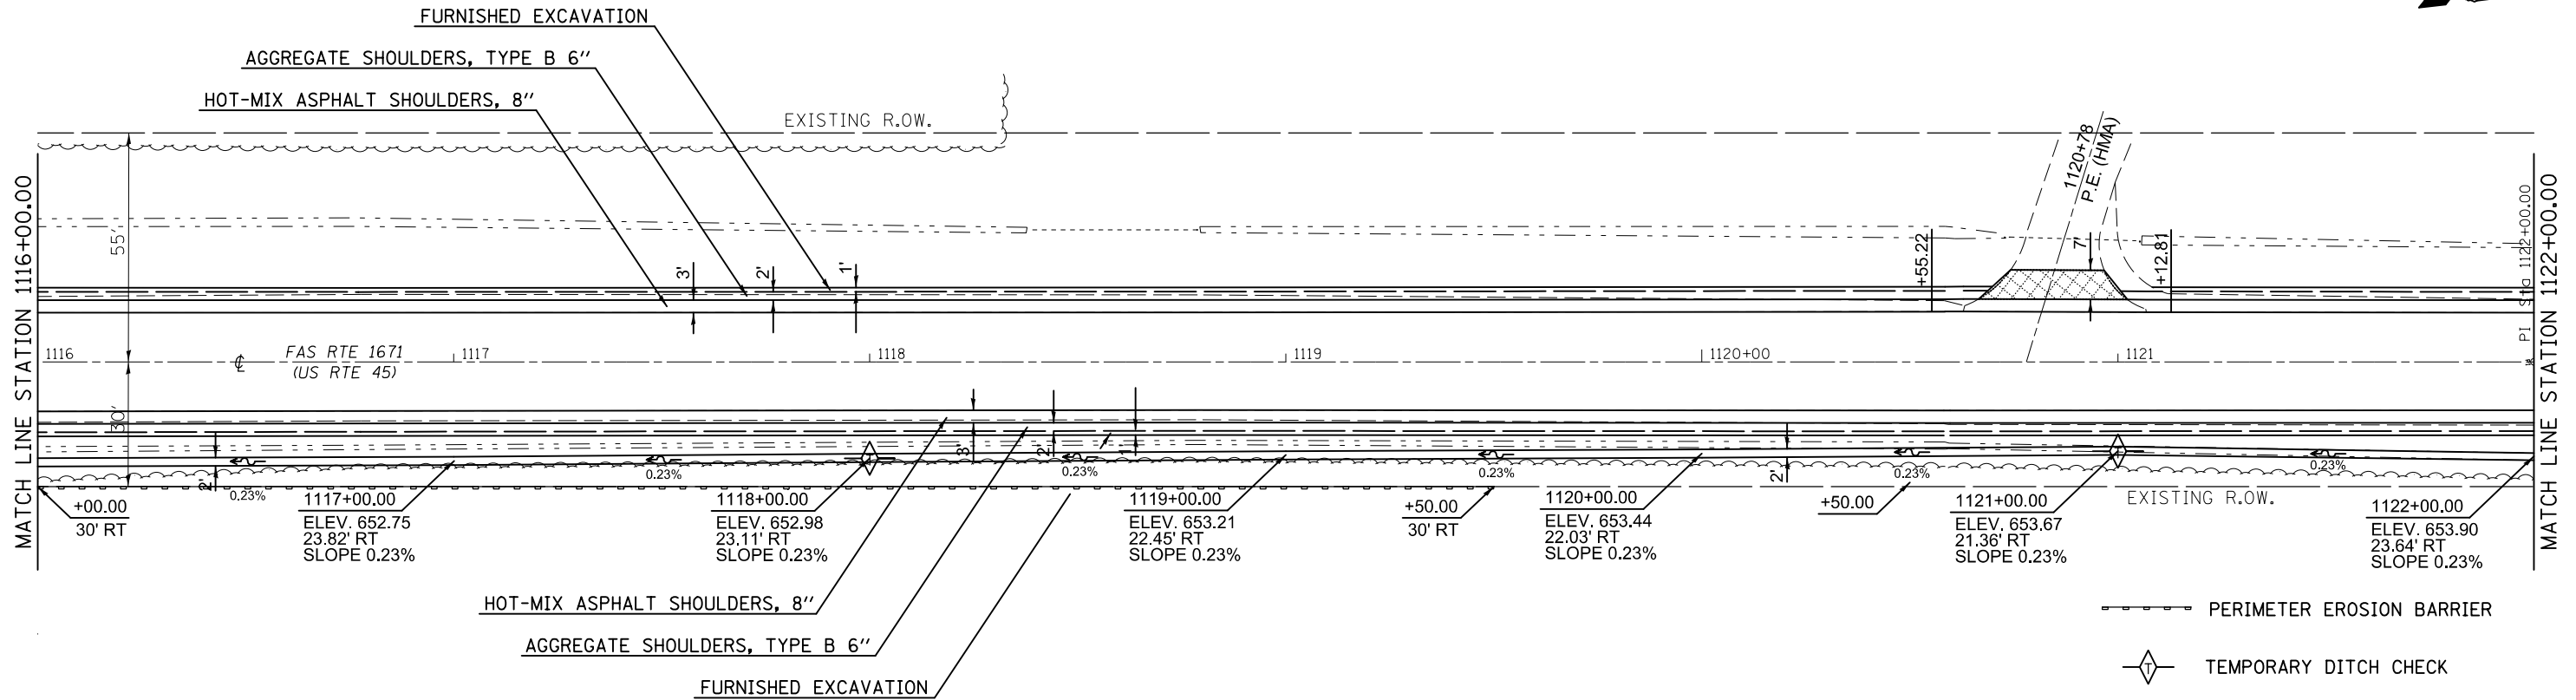 FURNISHED EXCAVATION
AGGREGATE SHOULDERS, TYPE B 6"
HOT-MIX ASPHALT SHOULDERS, 8"
EXISTING R.OW.
1120+78
P.E. (HMA)
MATCH LINE STATION 1116+00.00
55'
3'
2'
1'
+55.22
7'
+12.81
PI Sta 1122+00.00
MATCH LINE STATION 1122+00.00
1116
℄
FAS RTE 1671
(US RTE 45)
1117
1118
1119
1120+00
1121
30'
3'
2'
1'
2'
2'
0.23%
0.23%
0.23%
0.23%
0.23%
0.23%
+00.00
30' RT
1117+00.00
ELEV. 652.75
23.82' RT
SLOPE 0.23%
1118+00.00
ELEV. 652.98
23.11' RT
SLOPE 0.23%
1119+00.00
ELEV. 653.21
22.45' RT
SLOPE 0.23%
+50.00
30' RT
1120+00.00
ELEV. 653.44
22.03' RT
SLOPE 0.23%
+50.00
1121+00.00
ELEV. 653.67
21.36' RT
SLOPE 0.23%
EXISTING R.OW.
1122+00.00
ELEV. 653.90
23.64' RT
SLOPE 0.23%
HOT-MIX ASPHALT SHOULDERS, 8"
AGGREGATE SHOULDERS, TYPE B 6"
FURNISHED EXCAVATION
PERIMETER EROSION BARRIER
T
TEMPORARY DITCH CHECK